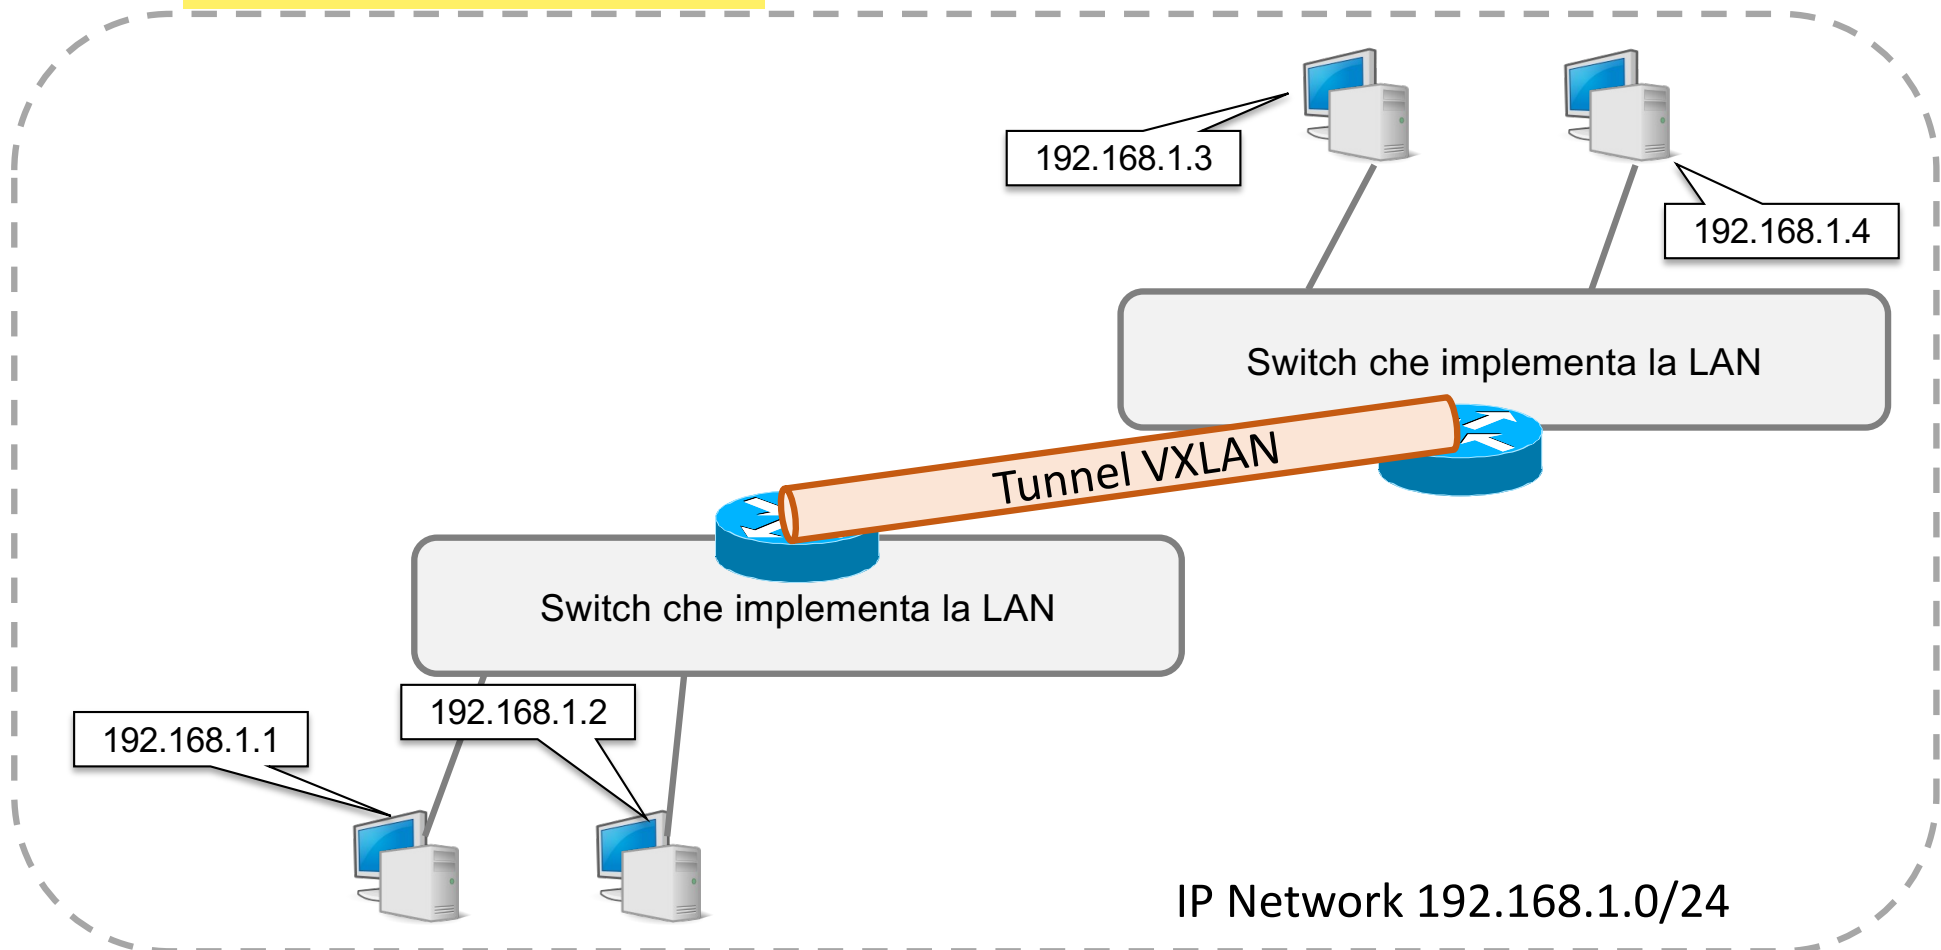 192.168.1.3
192.168.1.4
Switch che implementa la LAN
Tunnel VXLAN
Switch che implementa la LAN
192.168.1.2
192.168.1.1
IP Network 192.168.1.0/24